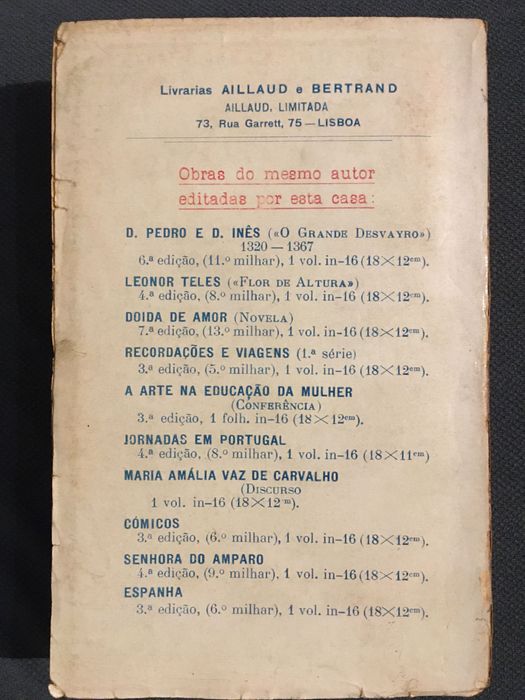 Livrarias AILLAUD e BERTRAND
AILLAUD, LIMITADA
73, Rua Garrett, 75 — LISBOA
Obras do mesmo autor
editadas por esta casa:
D. PEDRO E D. INÊS («O GRANDE DESVAYRO»)
1320 — 1367
6.ª edição, (11.º milhar), 1 vol. in-16 (18×12cm).
LEONOR TELES («FLOR DE ALTURA»)
4.ª edição, (8.º milhar), 1 vol. in-16 (18×12cm).
DOIDA DE AMOR (NOVELA)
7.ª edição, (13.º milhar), 1 vol. in-16 (18×12cm).
RECORDAÇÕES E VIAGENS (1.ª série)
3.ª edição, (5.º milhar), 1 vol. in-16 (18×12cm).
A ARTE NA EDUCAÇÃO DA MULHER
(CONFERÊNCIA)
3.ª edição, 1 folh. in-16 (18×12cm).
JORNADAS EM PORTUGAL
4.ª edição, (8.º milhar), 1 vol. in-16 (18×11cm)
MARIA AMÁLIA VAZ DE CARVALHO
(DISCURSO
1 vol. in-16 (18×12m).
CÓMICOS
3.ª edição, (6.º milhar), 1 vol. in-16 (18×12cm).
SENHORA DO AMPARO
4.ª edição, (9.º milhar), 1 vol. in-16 (18×12cm).
ESPANHA
3.ª edição, (6.º milhar), 1 vol. in-16 (18×12cm).